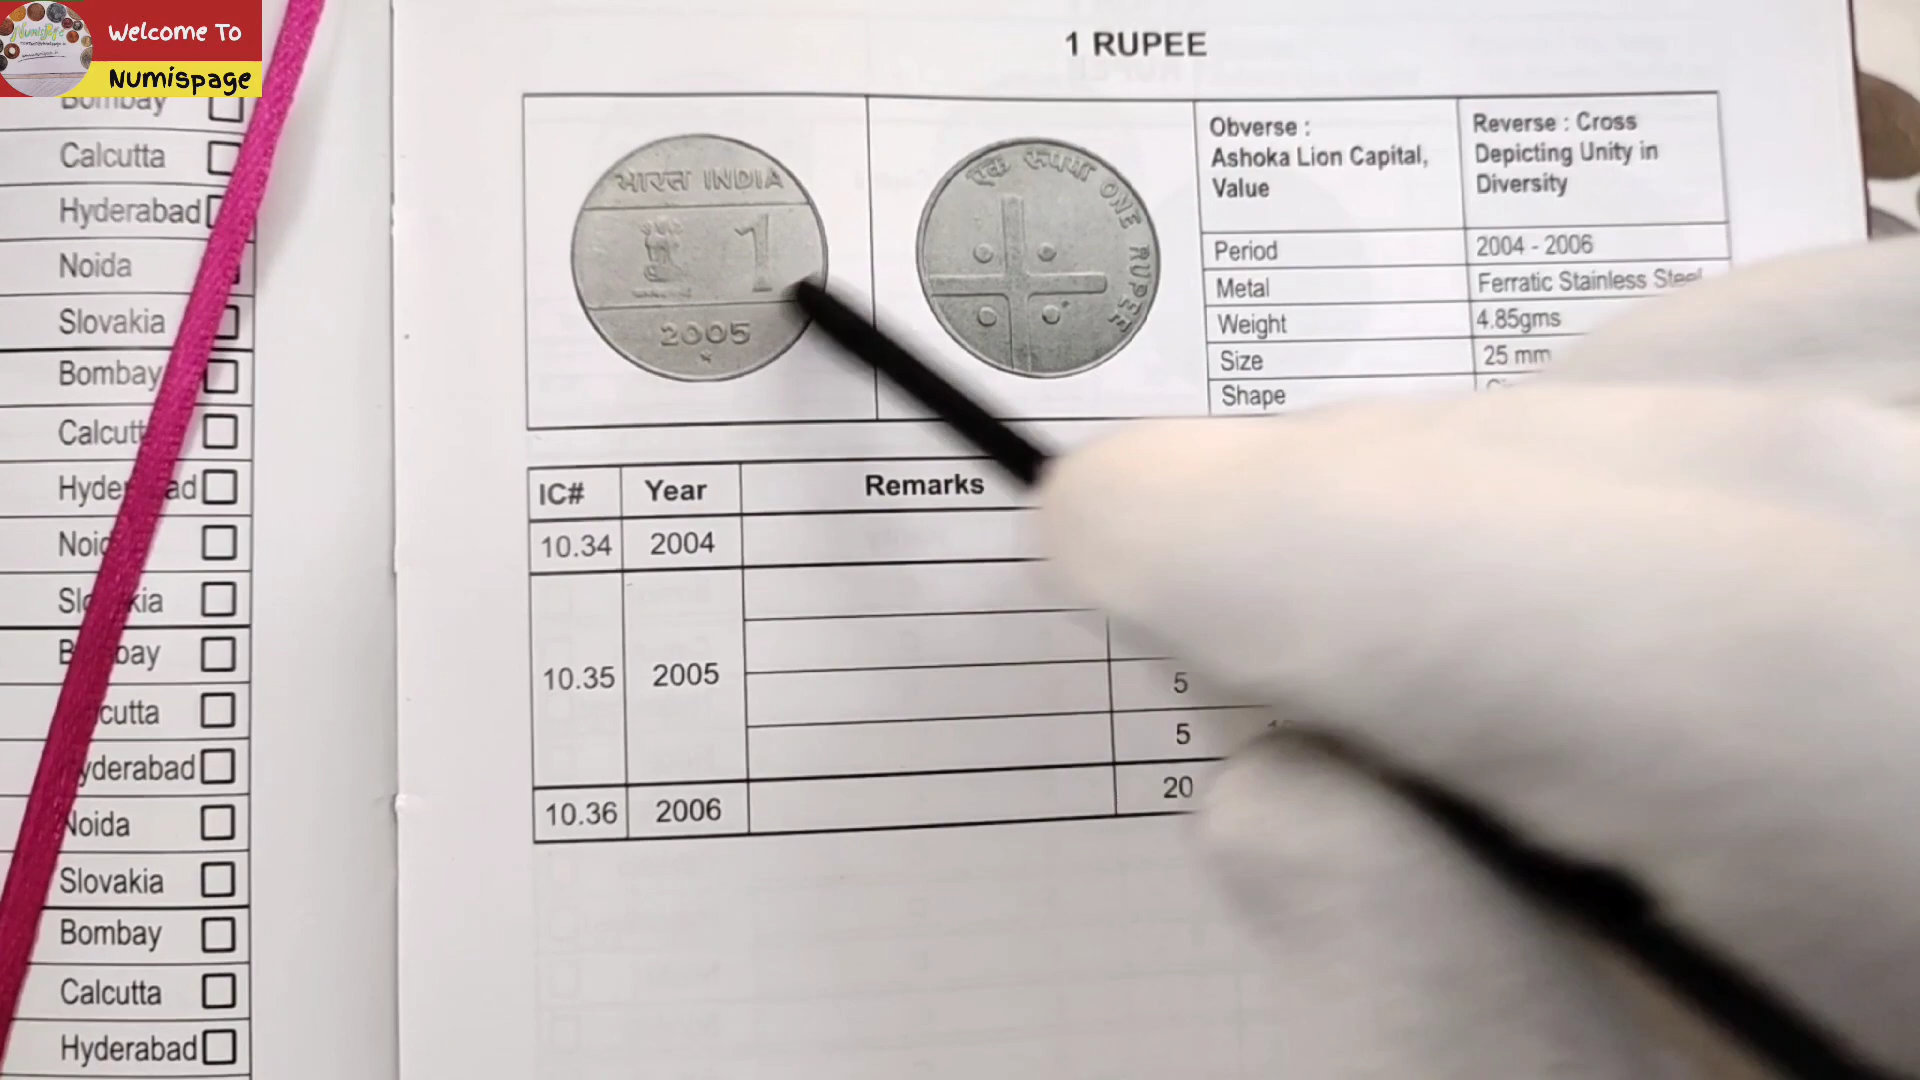 Welcome To
Numispage
Bombay
Calcutta
Hyderabad
Noida
Slovakia
Bombay
Calcutta
Noida
Slovakia
Bombay
Calcutta
Hyderabad
1 RUPEE
भारत INDIA
1
2005
एक रूपया ONE RUPEE
Obverse :
Ashoka Lion Capital,
Value
Reverse : Cross
Depicting Unity in
Diversity
Period 2004 - 2006
Metal Ferratic Stainless Steel
Weight 4.85gms
Size 25 mm
Shape
IC# Year Remarks
10.34 2004
10.35 2005
5
5
10.36 2006 20